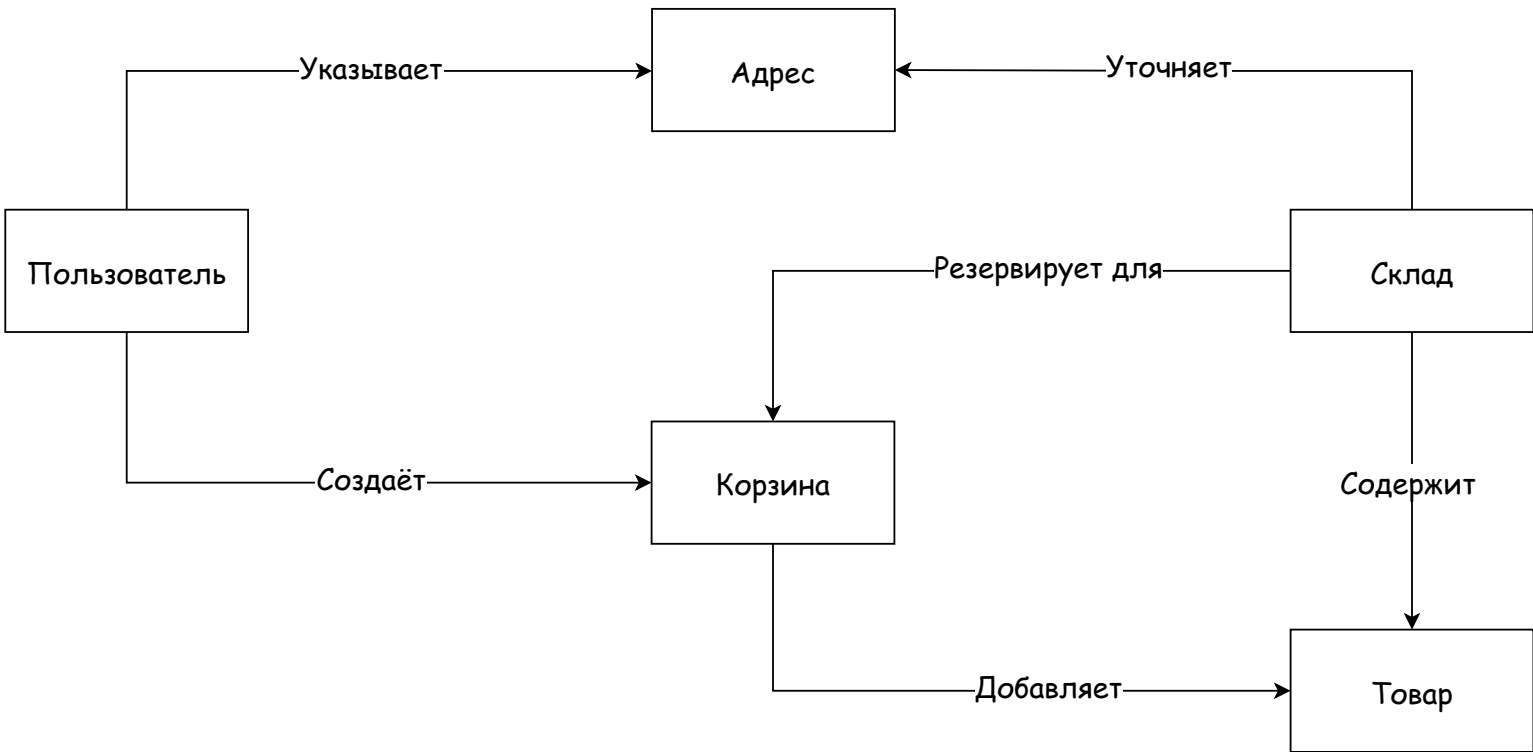 Указывает
Адрес
Уточняет
Пользователь
Резервирует для
Склад
Создаёт
Корзина
Содержит
Добавляет
Товар